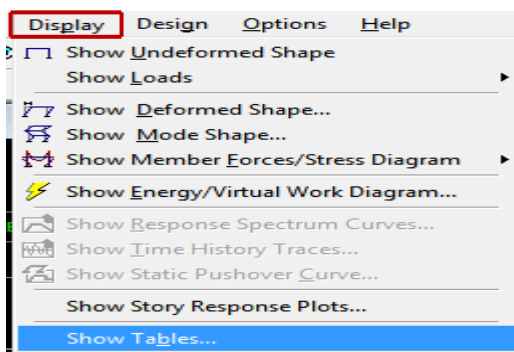 Display Design Options Help
Show Undeformed Shape
Show Loads
Show Deformed Shape...
Show Mode Shape...
Show Member Forces/Stress Diagram
Show Energy/Virtual Work Diagram...
Show Response Spectrum Curves...
Show Time History Traces...
Show Static Pushover Curve...
Show Story Response Plots...
Show Tables...